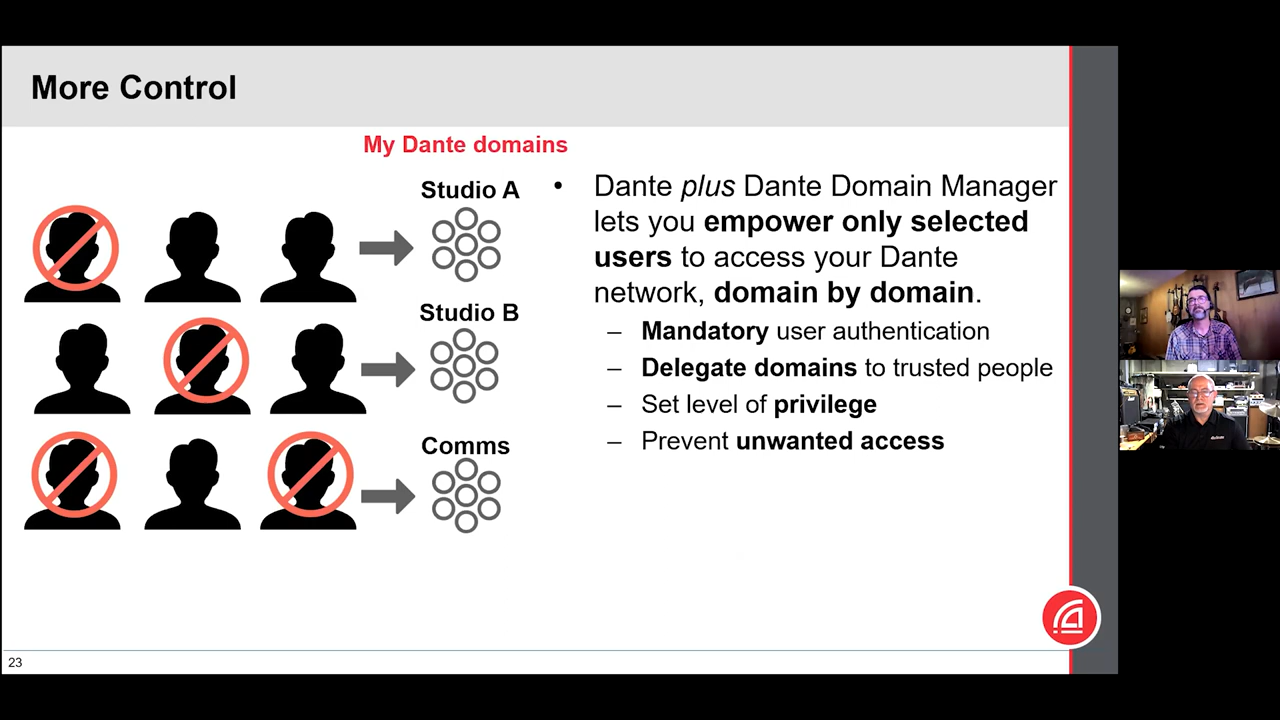 More Control
My Dante domains
Studio A
Studio B
Comms
• Dante plus Dante Domain Manager
lets you empower only selected
users to access your Dante
network, domain by domain.
– Mandatory user authentication
– Delegate domains to trusted people
– Set level of privilege
– Prevent unwanted access
23